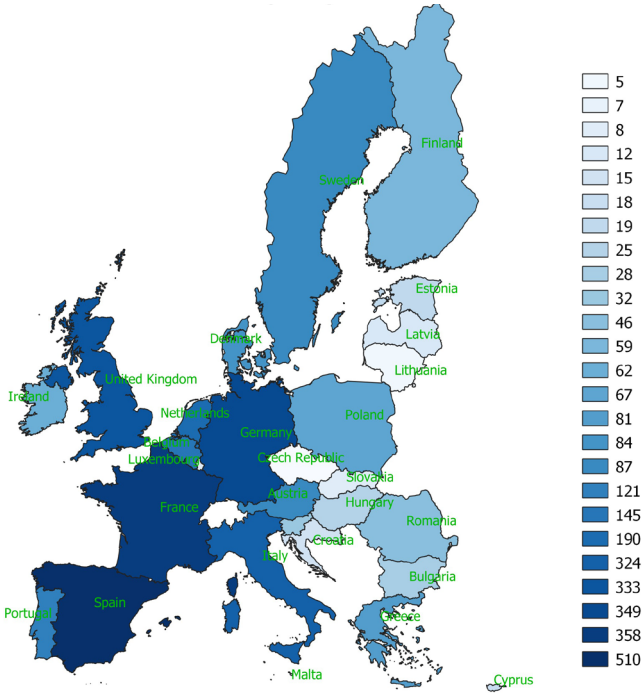 Finland
Sweden
Estonia
Denmark
Latvia
Lithuania
United Kingdom
Ireland
Netherlands
Poland
Germany
Belgium
Czech Republic
Luxembourg
Slovakia
Austria
Hungary
France
Romania
Croatia
Italy
Bulgaria
Spain
Portugal
Greece
Malta
Cyprus
5
7
8
12
15
18
19
25
28
32
46
59
62
67
81
84
87
121
145
190
324
333
349
358
510